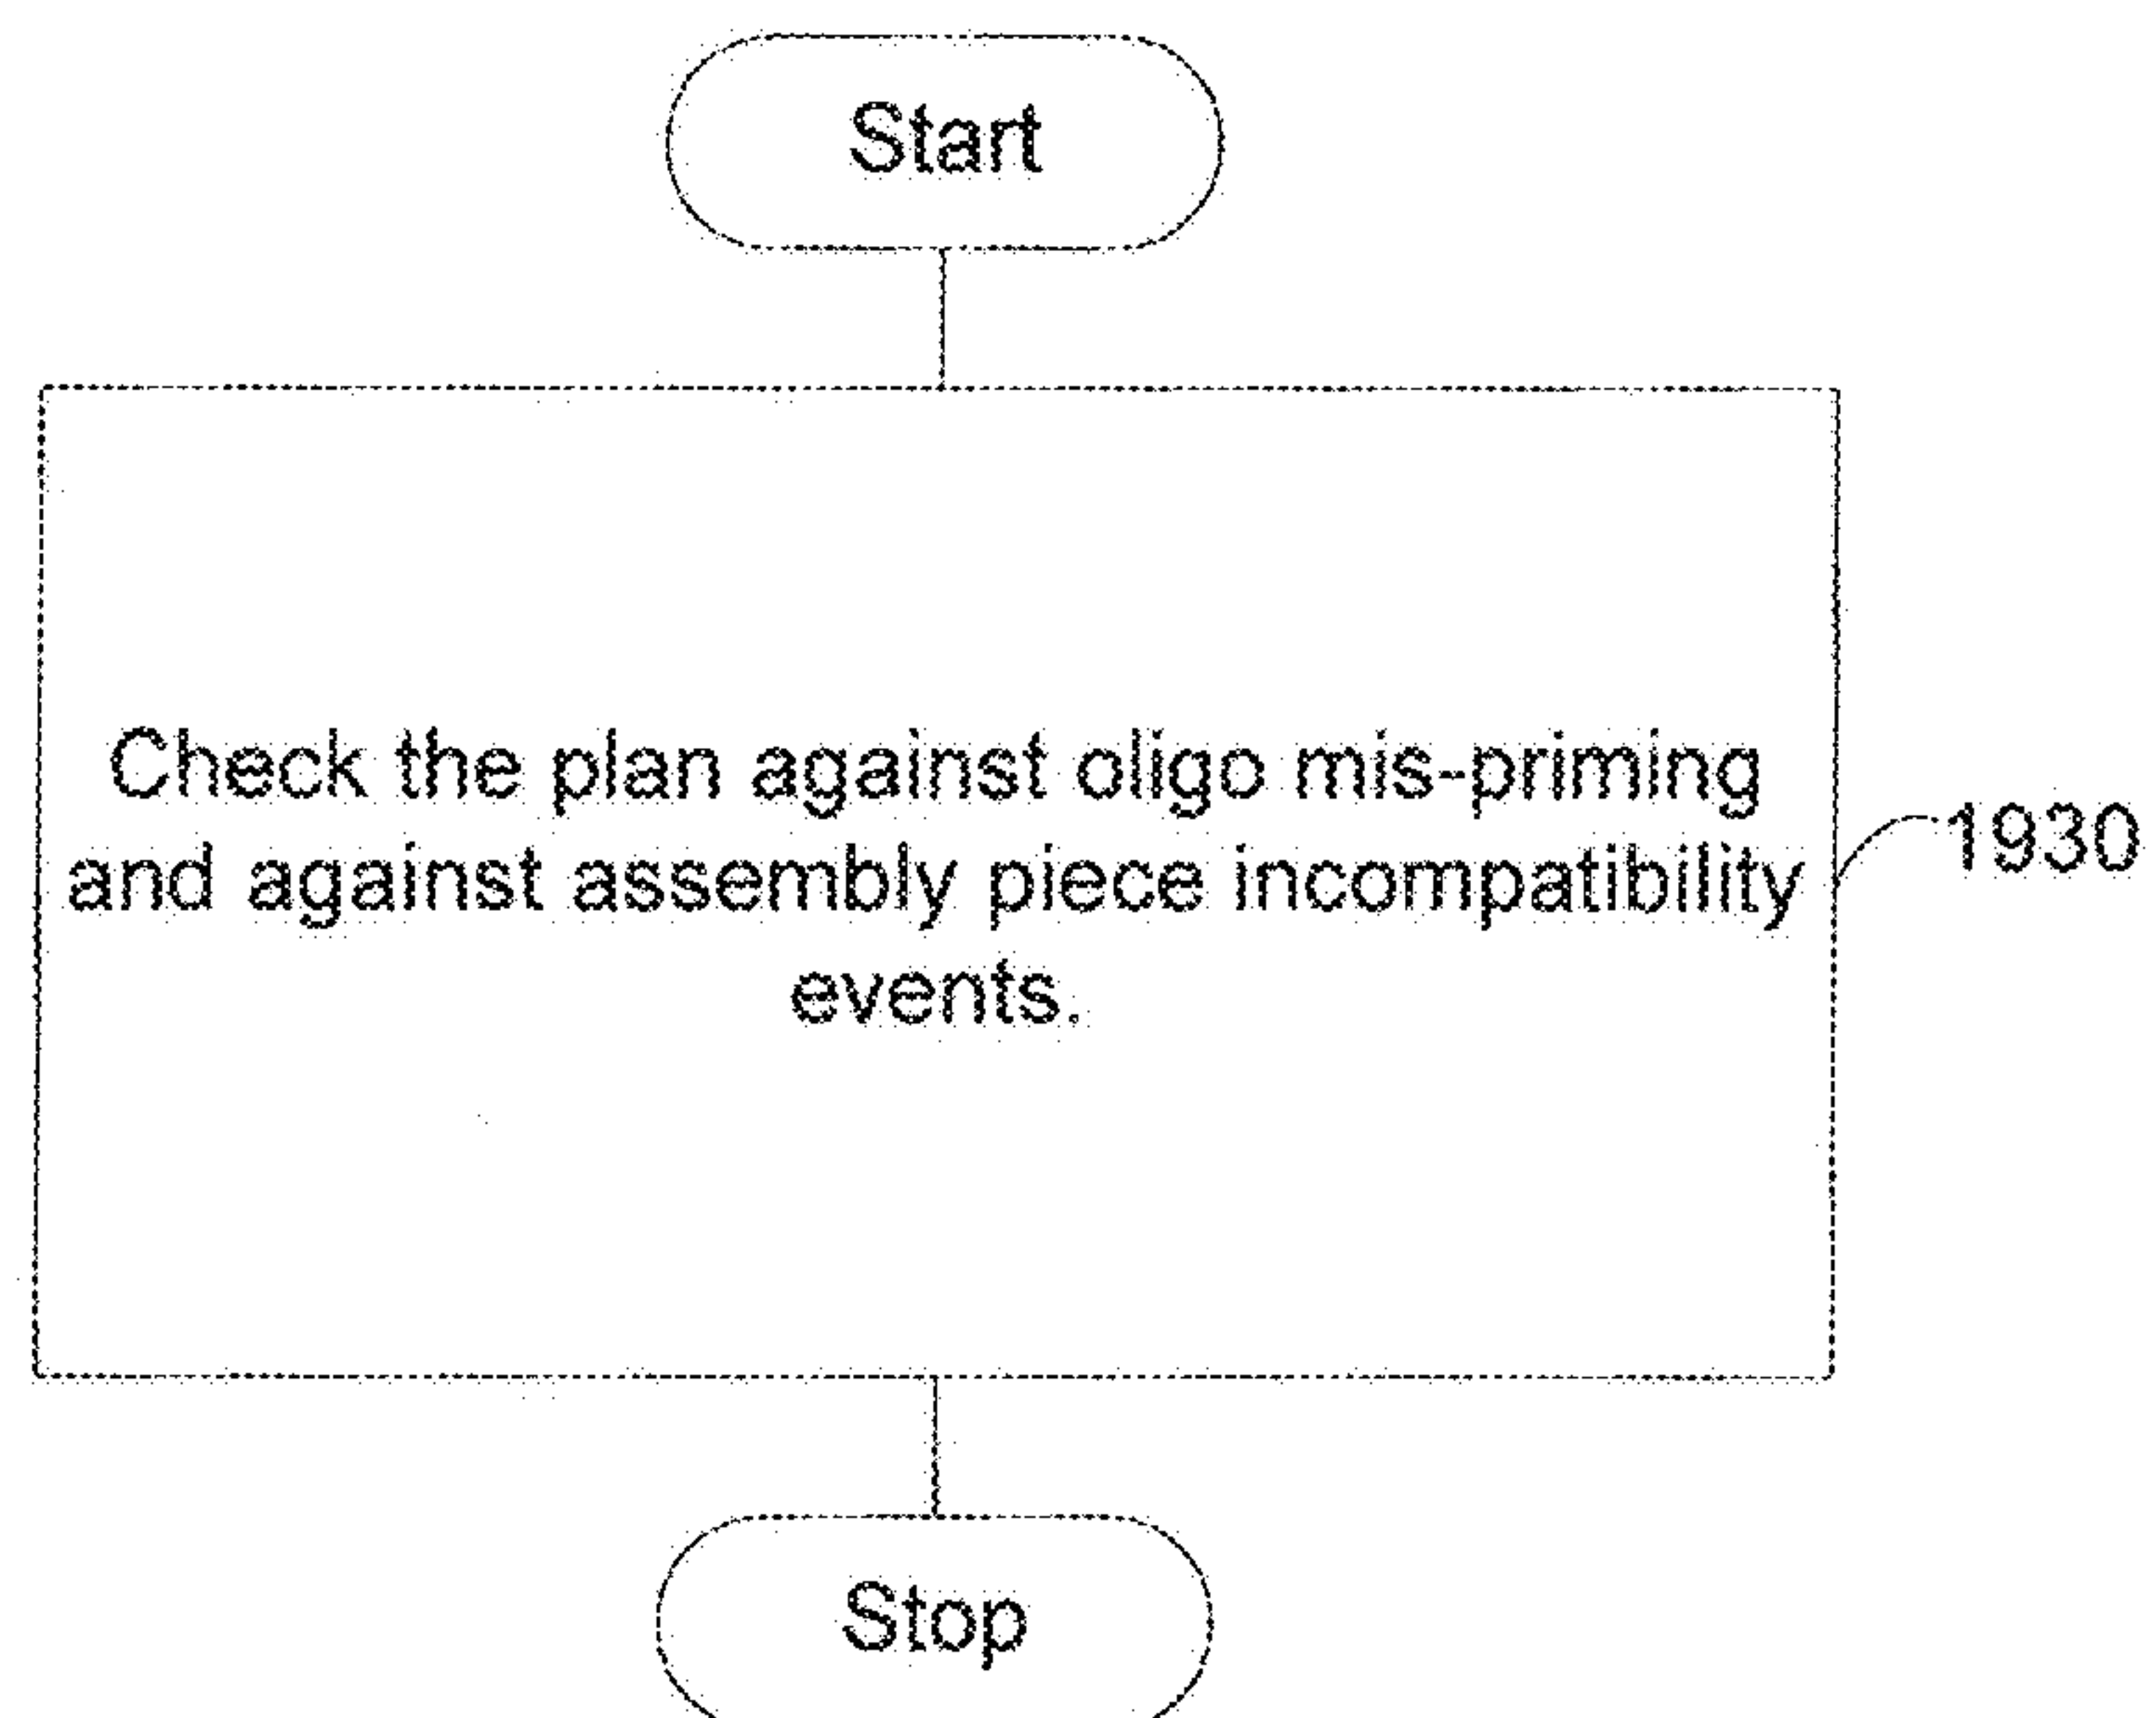 Start
Check the plan against oligo mis-priming
and against assembly piece incompatibility
events.
1930
Stop